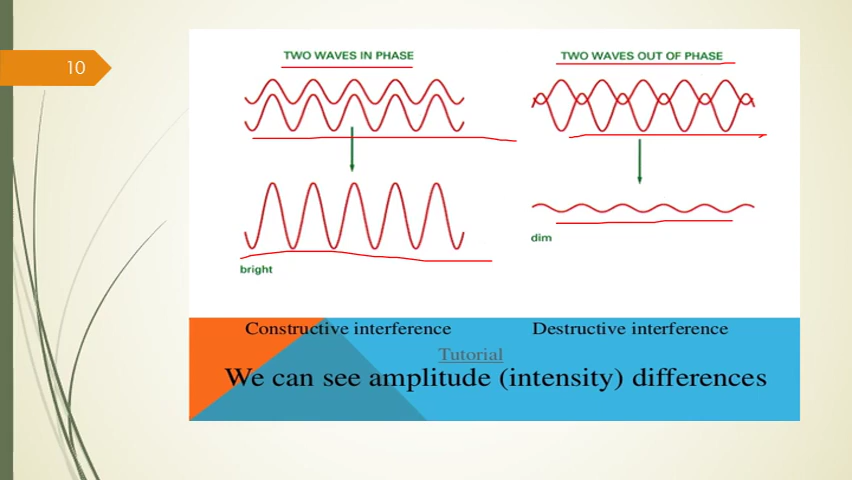 10
TWO WAVES IN PHASE
TWO WAVES OUT OF PHASE
bright
dim
Constructive interference
Destructive interference
Tutorial
We can see amplitude (intensity) differences